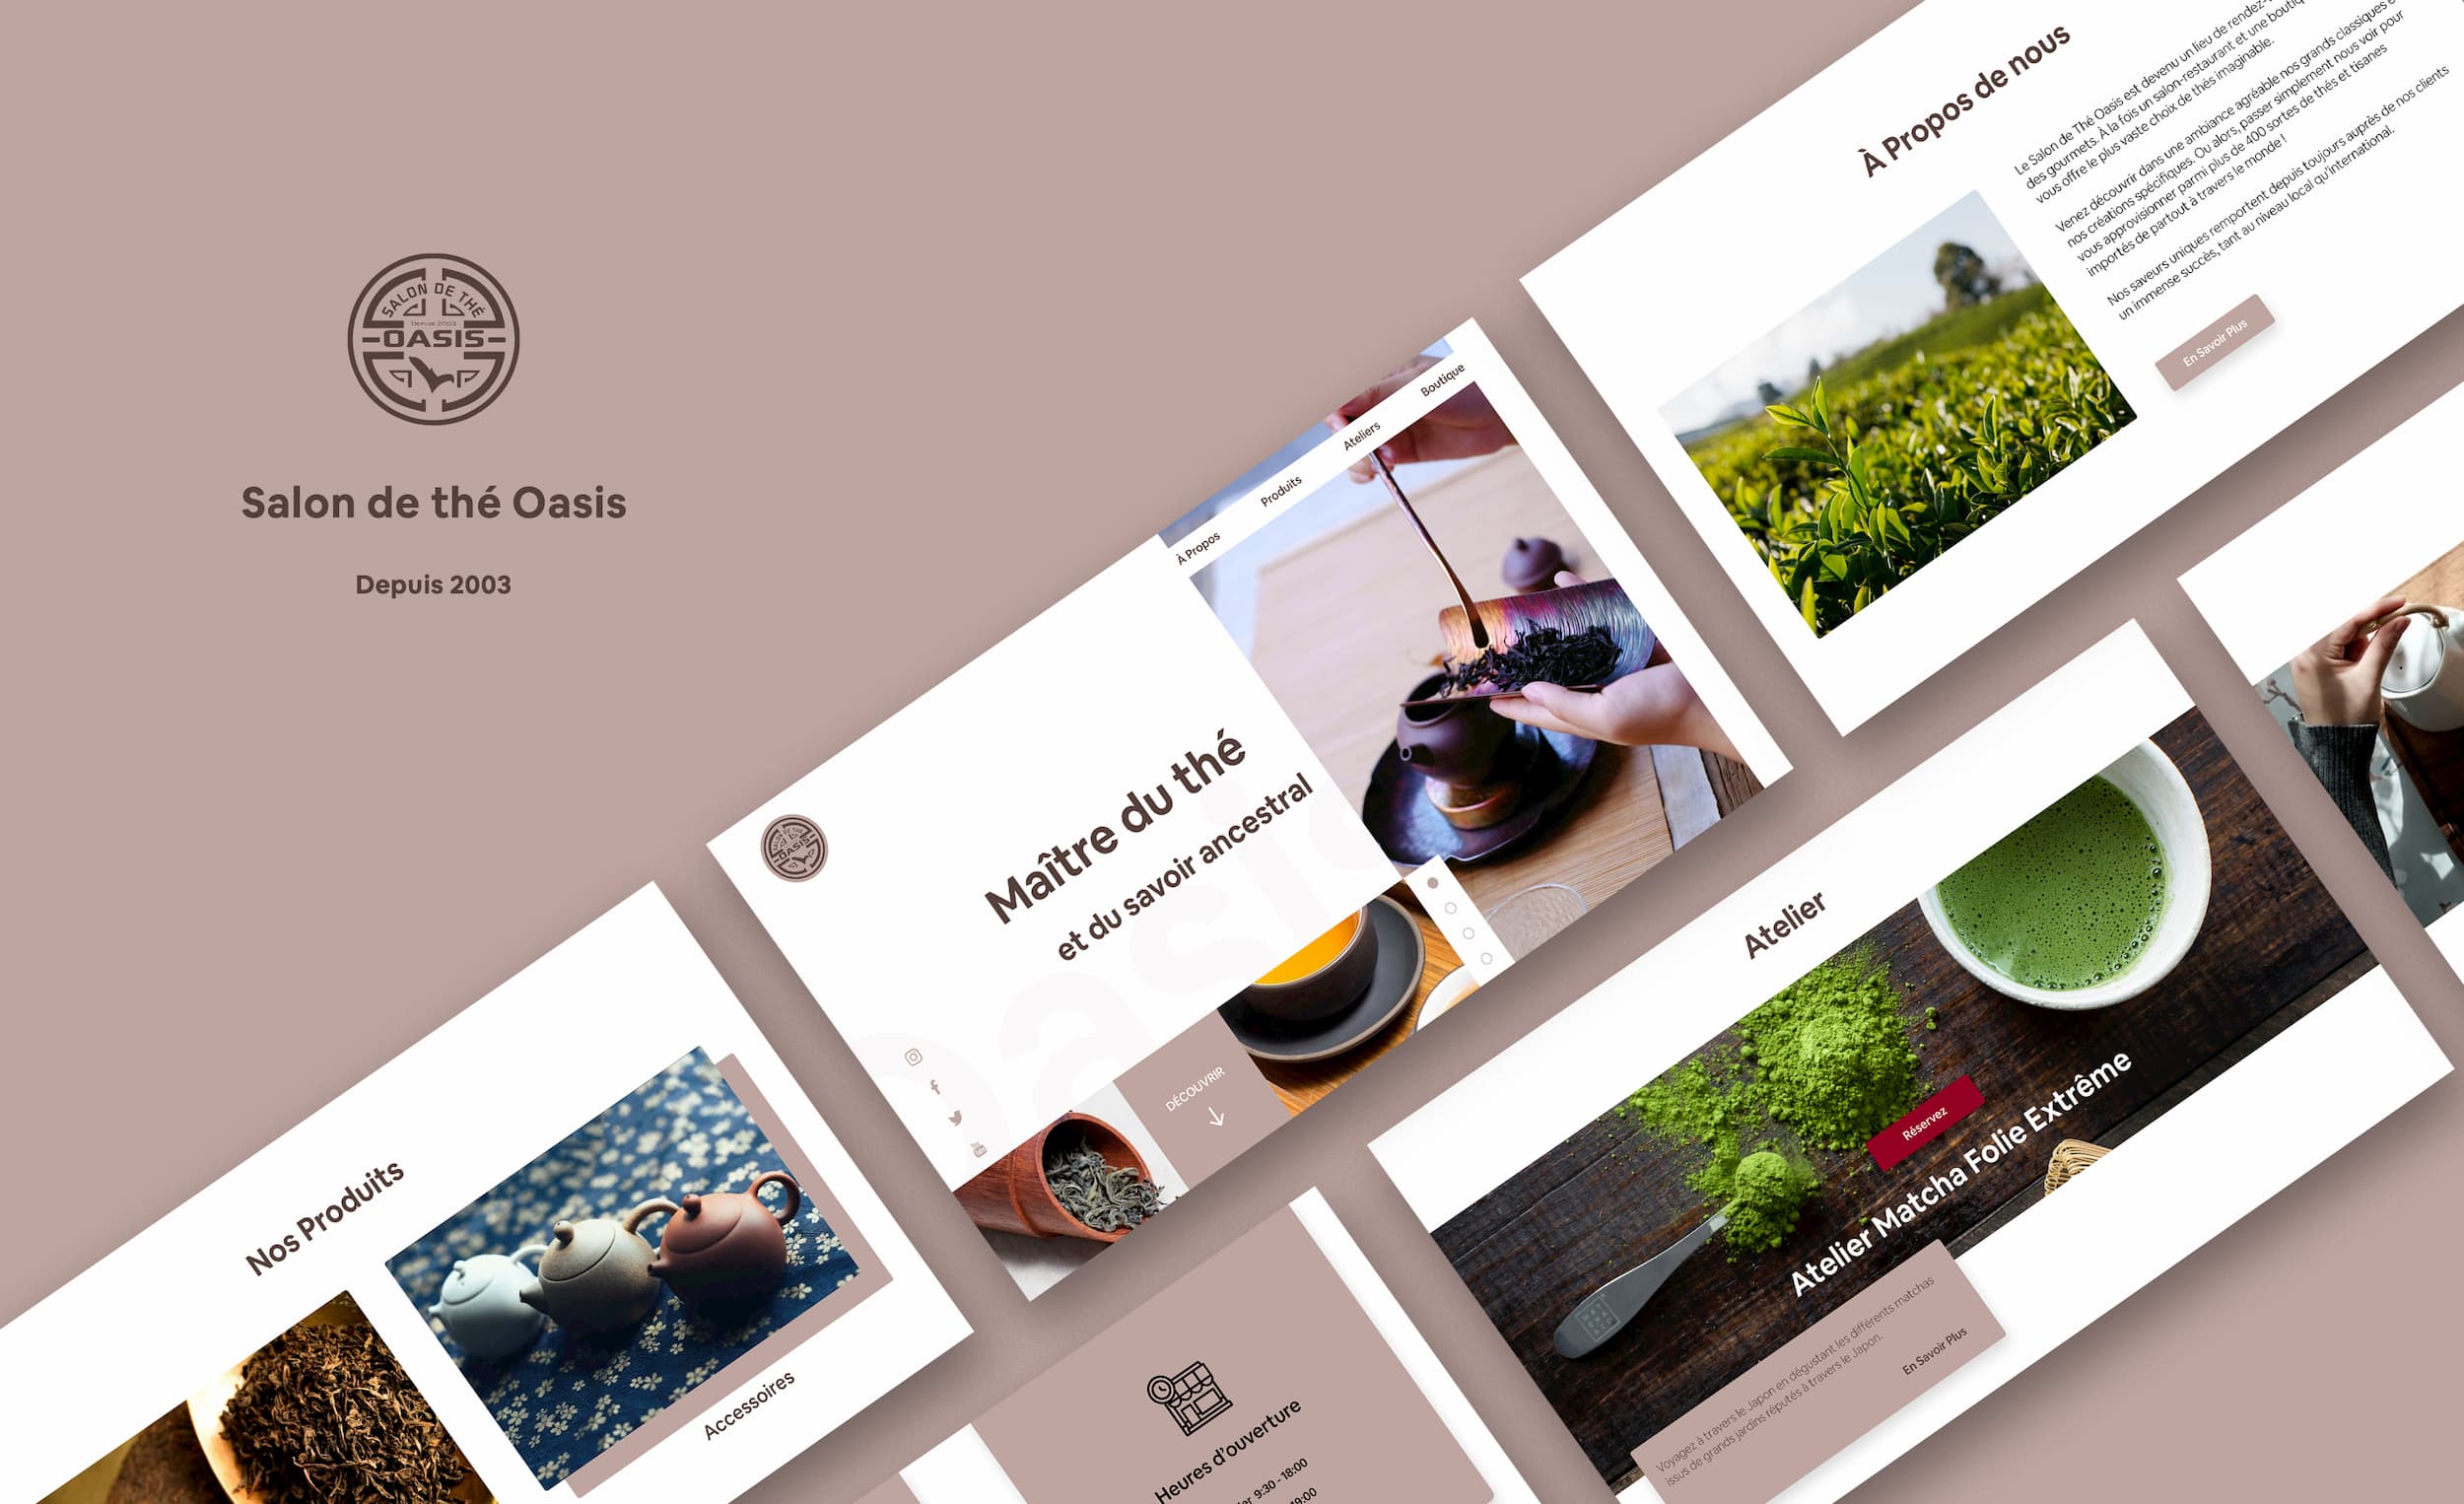 SALON DE THÉ
Depuis 2003
OASIS
Salon de thé Oasis
Depuis 2003
À Propos de nous
Le Salon de Thé Oasis est devenu un lieu de
des gourmets. À la fois un salon-restaurant et une
vous offre le plus vaste choix de thés imaginable.
Venez découvrir dans une ambiance agréable nos grands classiques
nos créations spécifiques. Ou alors, passer simplement nous voir pour
vous approvisionner parmi plus de 400 sortes de thés et tisanes
importés de partout à travers le monde !
Nos saveurs uniques remportent depuis toujours auprès de nos clients
un immense succès, tant au niveau local qu'international.
En Savoir Plus
À Propos
Produits
Ateliers
Boutique
SALON DE THÉ
OASIS
Maître du thé
et du savoir ancestral
Oasis
DÉCOUVRIR
Nos Produits
Accessoires
Atelier
Réservez
Atelier Matcha Folie Extrême
Voyagez à travers le Japon en dégustant les différents matchas
issus de grands jardins réputés à travers le Japon.
En Savoir Plus
Heures d'ouverture
9:30 - 18:00
19:00